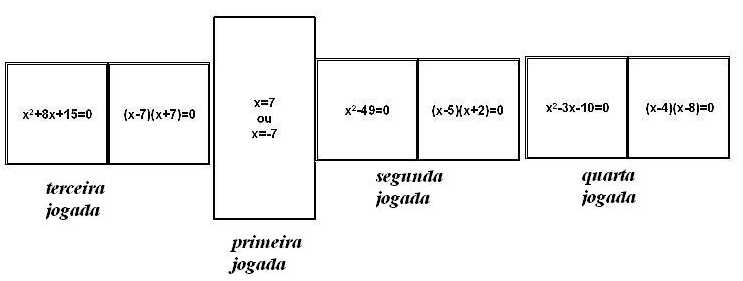 x²+8x+15=0
(x-7)(x+7)=0
x=7
ou
x=-7
x²-49=0
(x-5)(x+2)=0
x²-3x-10=0
(x-4)(x-8)=0
terceira
jogada
primeira
jogada
segunda
jogada
quarta
jogada